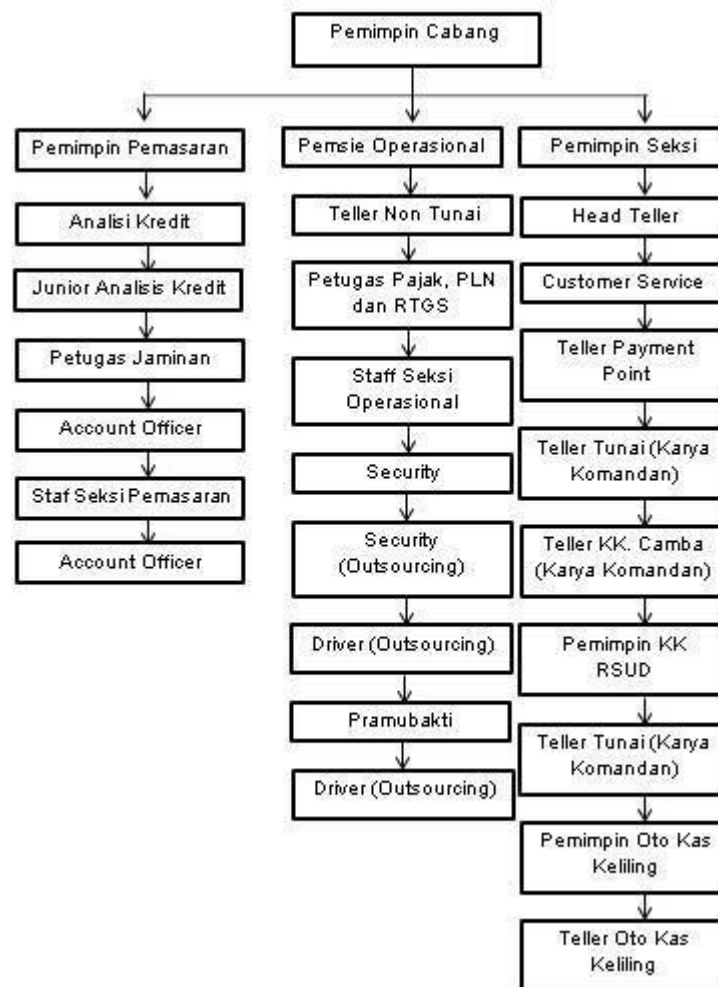 Pemimpin Cabang
Pemimpin Pemasaran
Analisi Kredit
Junior Analisis Kredit
Petugas Jaminan
Account Officer
Staf Seksi Pemasaran
Account Officer
Pemsie Operasional
Teller Non Tunai
Petugas Pajak, PLN
dan RTGS
Staff Seksi
Operasional
Security
Security
(Outsourcing)
Driver (Outsourcing)
Pramubakti
Driver (Outsourcing)
Pemimpin Seksi
Head Teller
Customer Service
Teller Payment
Point
Teller Tunai (Karya
Komandan)
Teller KK. Camba
(Karya Komandan)
Pemimpin KK
RSUD
Teller Tunai (Karya
Komandan)
Pemimpin Oto Kas
Keliling
Teller Oto Kas
Keliling